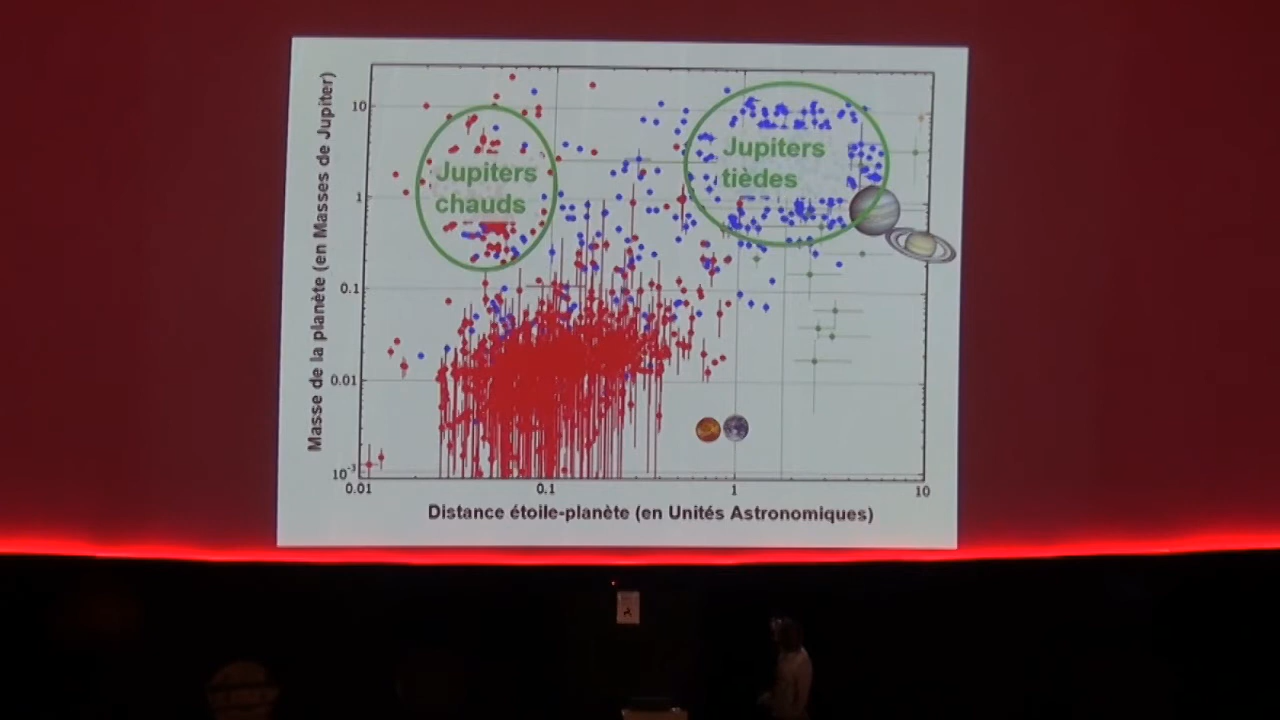 Masse de la planète (en Masses de Jupiter)
10
1
0.1
0.01
10⁻³
Jupiters
chauds
Jupiters
tièdes
0.01
0.1
1
10
Distance étoile-planète (en Unités Astronomiques)